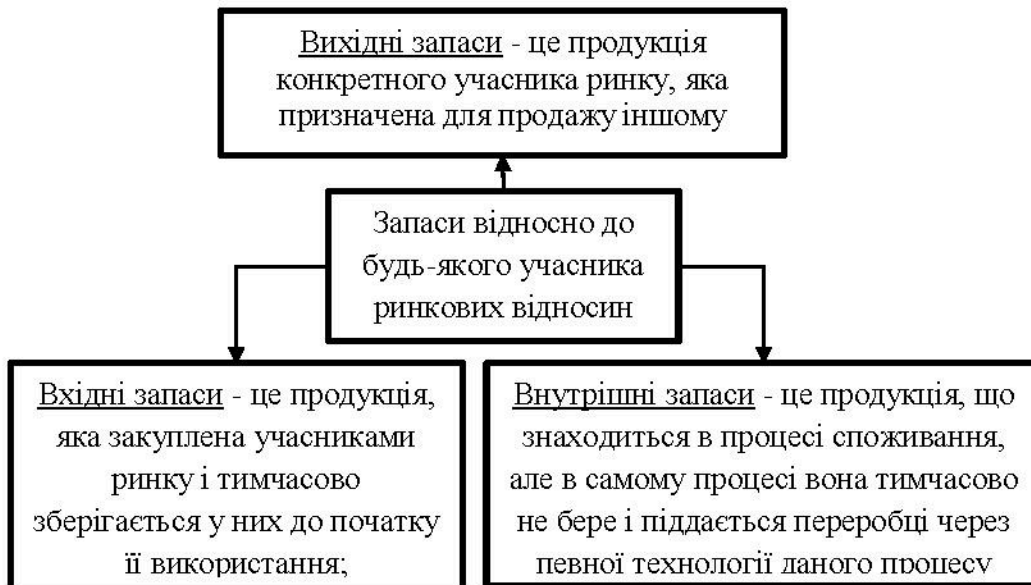 Вихідні запаси - це продукція
конкретного учасника ринку, яка
призначена для продажу іншому
Запаси відносно до
будь-якого учасника
ринкових відносин
Вхідні запаси - це продукція,
яка закуплена учасниками
ринку і тимчасово
зберігається у них до початку
її використання;
Внутрішні запаси - це продукція, що
знаходиться в процесі споживання,
але в самому процесі вона тимчасово
не бере і піддається переробці через
певної технології даного процесу